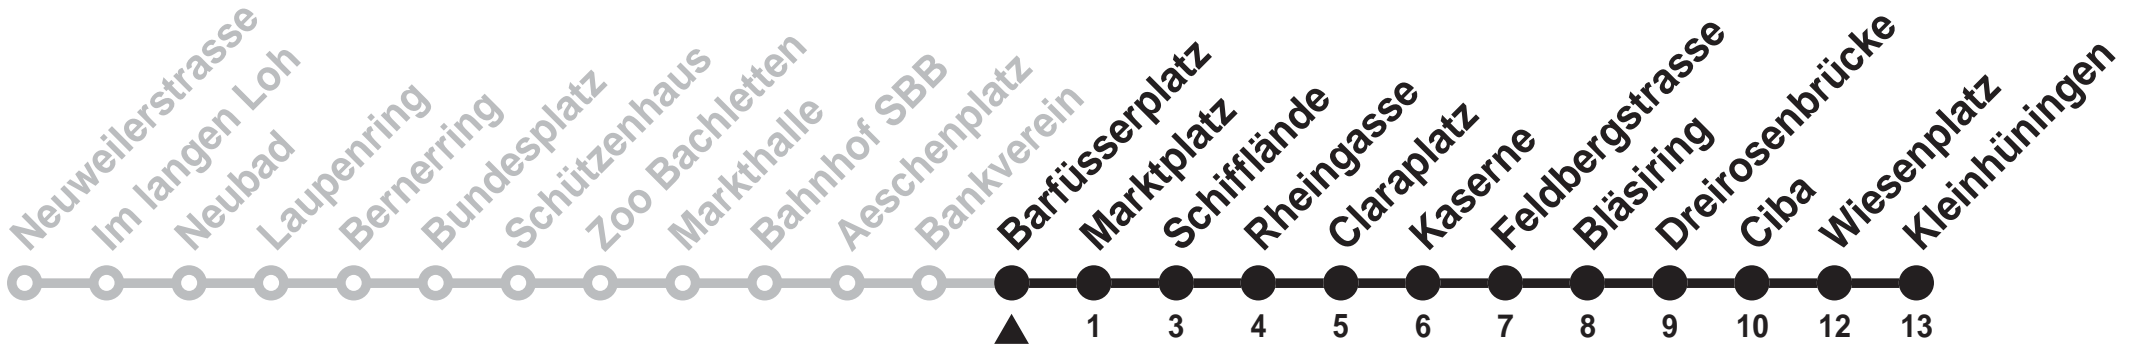 Neuweilerstrasse
Im langen Loh
Neubad
Laupenring
Bernerring
Bundesplatz
Schützenhaus
Zoo Bachletten
Markthalle
Bahnhof SBB
Aeschenplatz
Bankverein
Barfüsserplatz
Marktplatz
Schifflände
Rheingasse
Claraplatz
Kaserne
Feldbergstrasse
Bläsiring
Dreirosenbrücke
Ciba
Wiesenplatz
Kleinhüningen
1 3 4 5 6 7 8 9 10 12 13